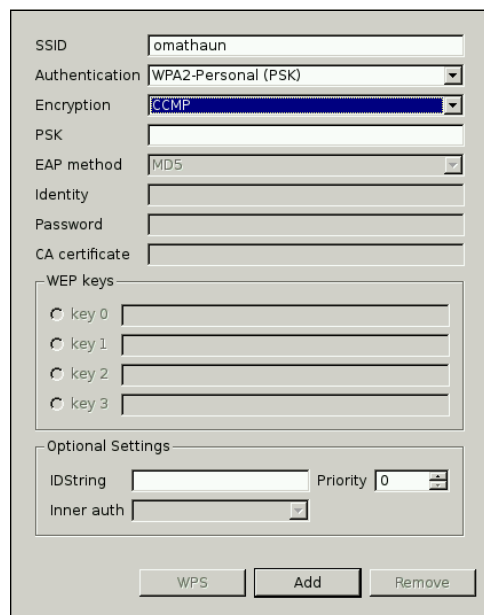 SSID omathaun
Authentication WPA2-Personal (PSK)
Encryption CCMP
PSK
EAP method MD5
Identity
Password
CA certificate
WEP keys
key 0
key 1
key 2
key 3
Optional Settings
IDString Priority 0
Inner auth
WPS Add Remove